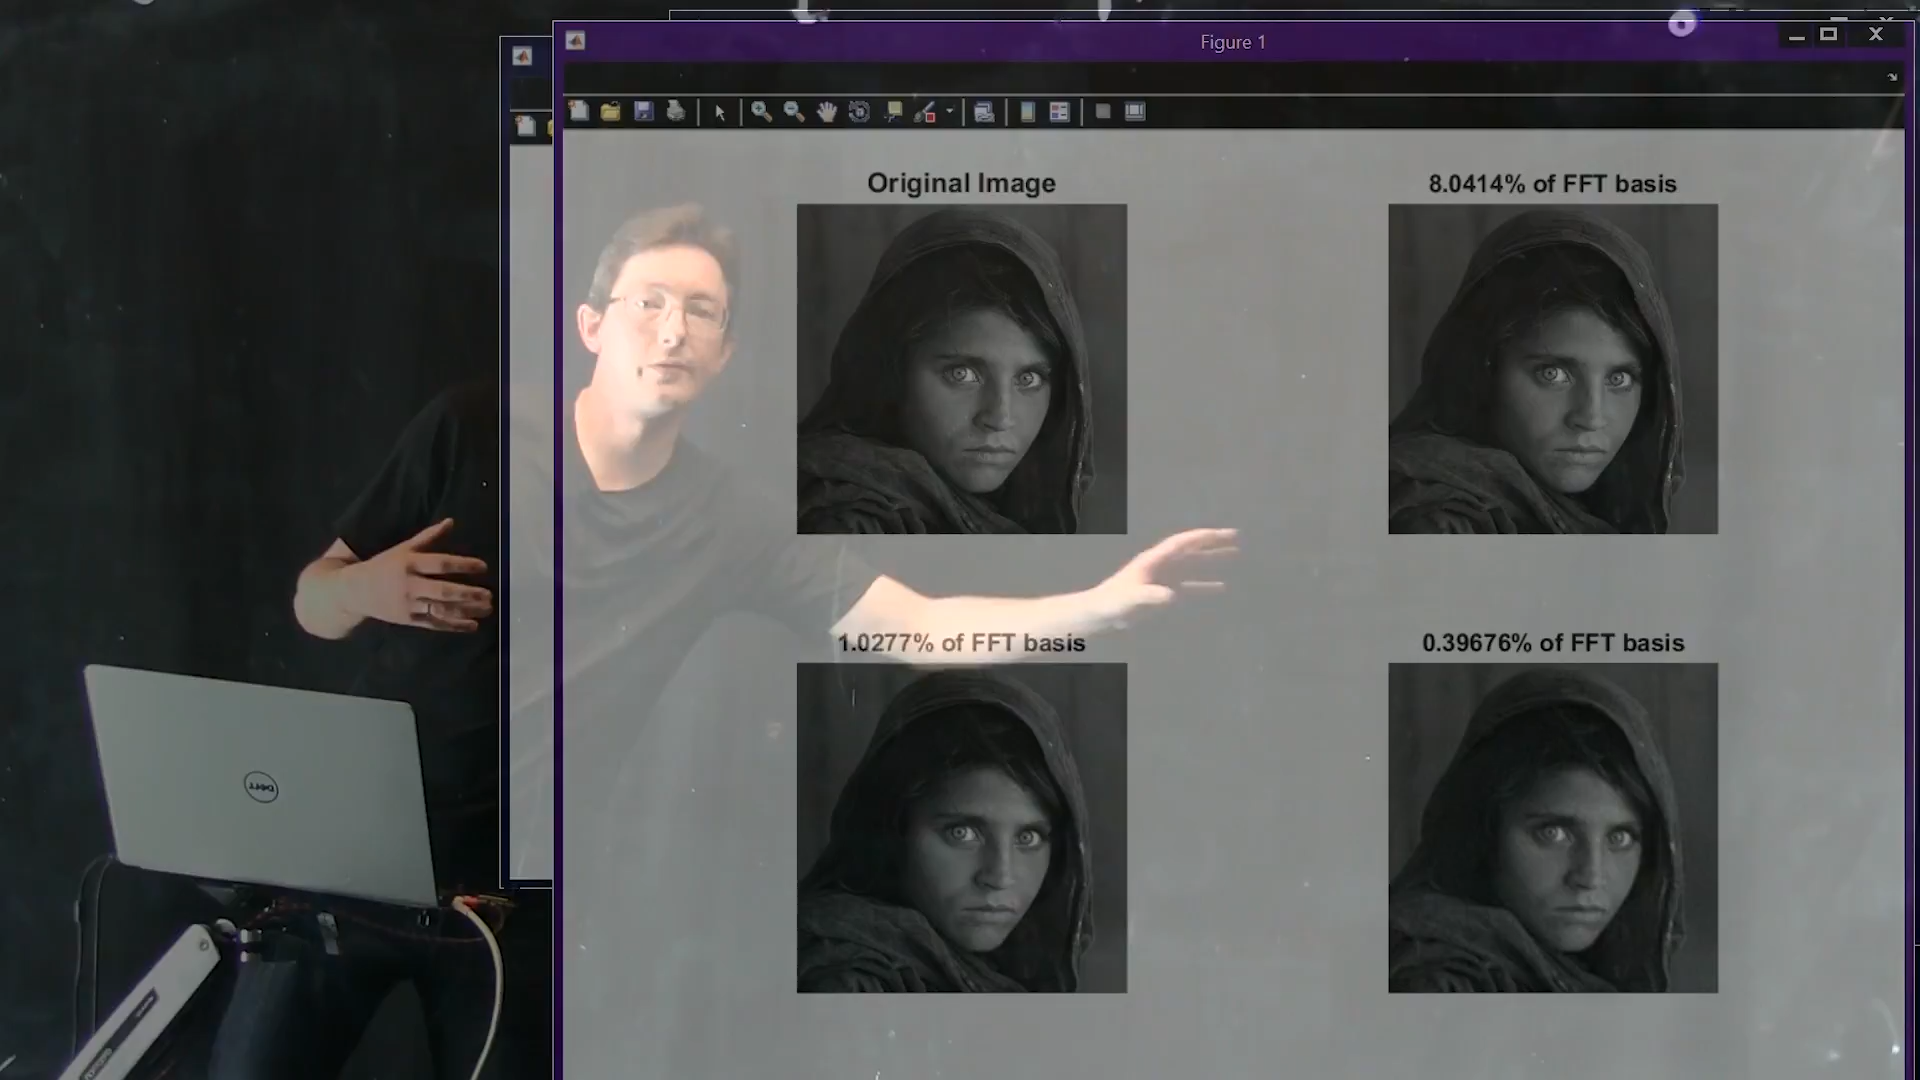 Figure 1
Original Image
8.0414% of FFT basis
1.0277% of FFT basis
0.39676% of FFT basis
DELL